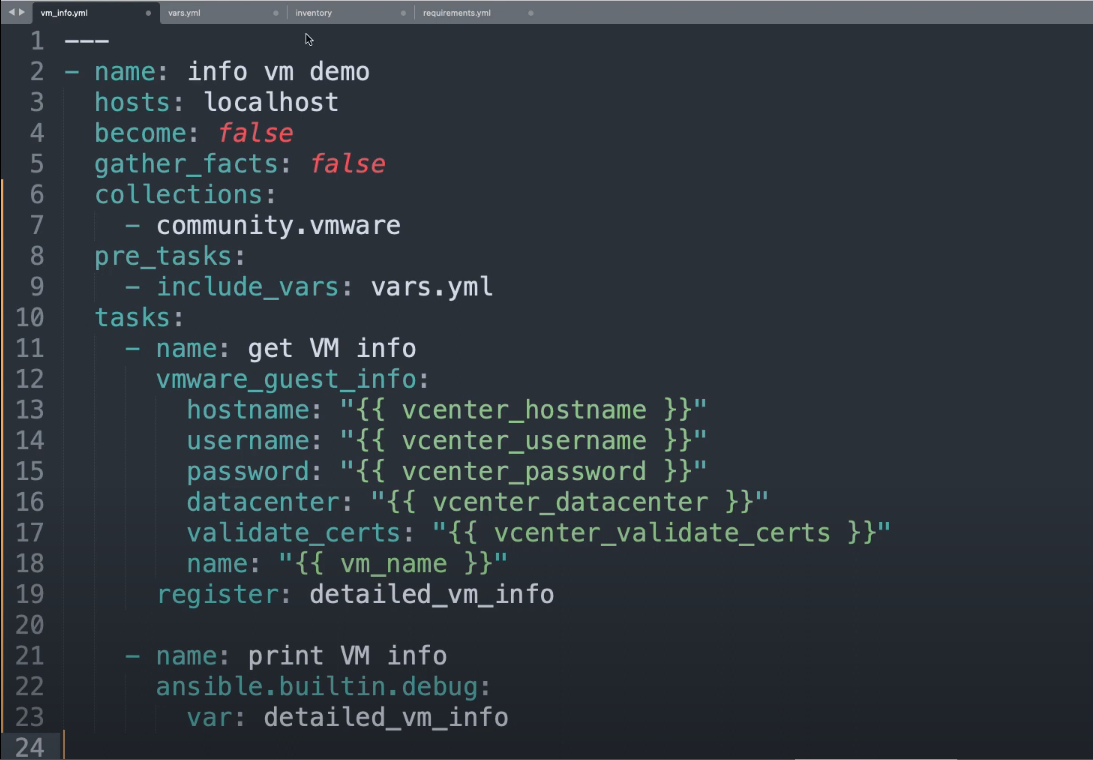 vm_info.yml vars.yml inventory requirements.yml
1 ---
2 - name: info vm demo
3   hosts: localhost
4   become: false
5   gather_facts: false
6   collections:
7     - community.vmware
8   pre_tasks:
9     - include_vars: vars.yml
10   tasks:
11     - name: get VM info
12       vmware_guest_info:
13         hostname: "{{ vcenter_hostname }}"
14         username: "{{ vcenter_username }}"
15         password: "{{ vcenter_password }}"
16         datacenter: "{{ vcenter_datacenter }}"
17         validate_certs: "{{ vcenter_validate_certs }}"
18         name: "{{ vm_name }}"
19       register: detailed_vm_info
20
21     - name: print VM info
22       ansible.builtin.debug:
23         var: detailed_vm_info
24